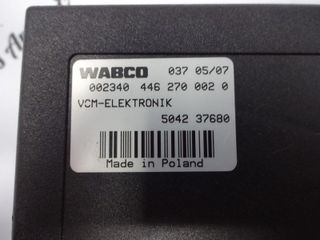 WABCO 037 05/07
002340 446 270 002 0
VCM-ELEKTRONIK
5042 37680
Made in Poland